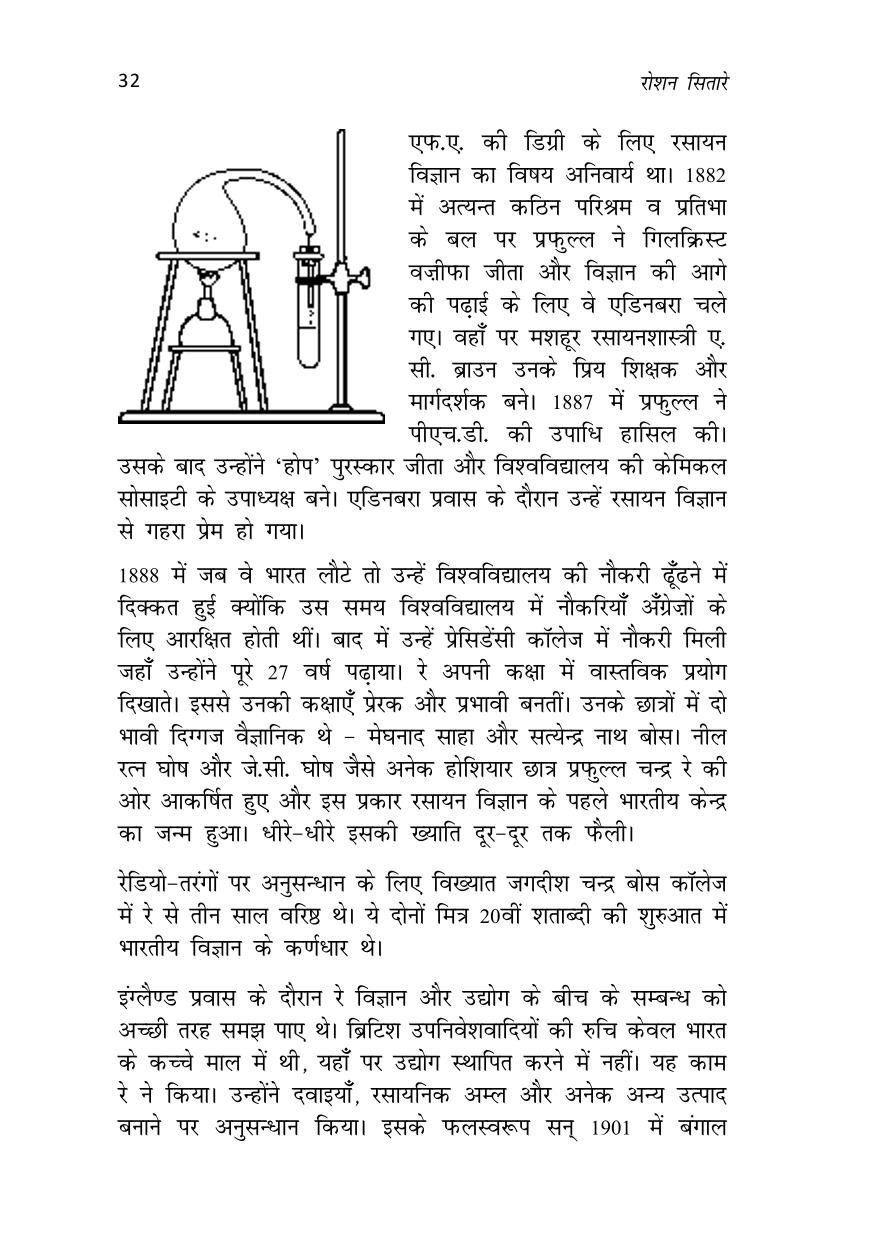 32
रोशन सितारे
एफ.ए. की डिग्री के लिए रसायन
विज्ञान का विषय अनिवार्य था। 1882
में अत्यन्त कठिन परिश्रम व प्रतिभा
के बल पर प्रफुल्ल ने गिलक्रिस्ट
वज़ीफा जीता और विज्ञान की आगे
की पढ़ाई के लिए वे एडिनबरा चले
गए। वहाँ पर मशहूर रसायनशास्त्री ए.
सी. ब्राउन उनके प्रिय शिक्षक और
मार्गदर्शक बने। 1887 में प्रफुल्ल ने
पीएच.डी. की उपाधि हासिल की।
उसके बाद उन्होंने ‘होप’ पुरस्कार जीता और विश्वविद्यालय की केमिकल
सोसाइटी के उपाध्यक्ष बने। एडिनबरा प्रवास के दौरान उन्हें रसायन विज्ञान
से गहरा प्रेम हो गया।
1888 में जब वे भारत लौटे तो उन्हें विश्वविद्यालय की नौकरी ढूँढने में
दिक्कत हुई क्योंकि उस समय विश्वविद्यालय में नौकरियाँ अँग्रेज़ों के
लिए आरक्षित होती थीं। बाद में उन्हें प्रेसिडेंसी कॉलेज में नौकरी मिली
जहाँ उन्होंने पूरे 27 वर्ष पढ़ाया। रे अपनी कक्षा में वास्तविक प्रयोग
दिखाते। इससे उनकी कक्षाएँ प्रेरक और प्रभावी बनतीं। उनके छात्रों में दो
भावी दिग्गज वैज्ञानिक थे - मेघनाद साहा और सत्येन्द्र नाथ बोस। नील
रत्न घोष और जे.सी. घोष जैसे अनेक होशियार छात्र प्रफुल्ल चन्द्र रे की
ओर आकर्षित हुए और इस प्रकार रसायन विज्ञान के पहले भारतीय केन्द्र
का जन्म हुआ। धीरे-धीरे इसकी ख्याति दूर-दूर तक फैली।
रेडियो-तरंगों पर अनुसन्धान के लिए विख्यात जगदीश चन्द्र बोस कॉलेज
में रे से तीन साल वरिष्ठ थे। ये दोनों मित्र 20वीं शताब्दी की शुरुआत में
भारतीय विज्ञान के कर्णधार थे।
इंग्लैण्ड प्रवास के दौरान रे विज्ञान और उद्योग के बीच के सम्बन्ध को
अच्छी तरह समझ पाए थे। ब्रिटिश उपनिवेशवादियों की रुचि केवल भारत
के कच्चे माल में थी, यहाँ पर उद्योग स्थापित करने में नहीं। यह काम
रे ने किया। उन्होंने दवाइयाँ, रसायनिक अम्ल और अनेक अन्य उत्पाद
बनाने पर अनुसन्धान किया। इसके फलस्वरूप सन् 1901 में बंगाल